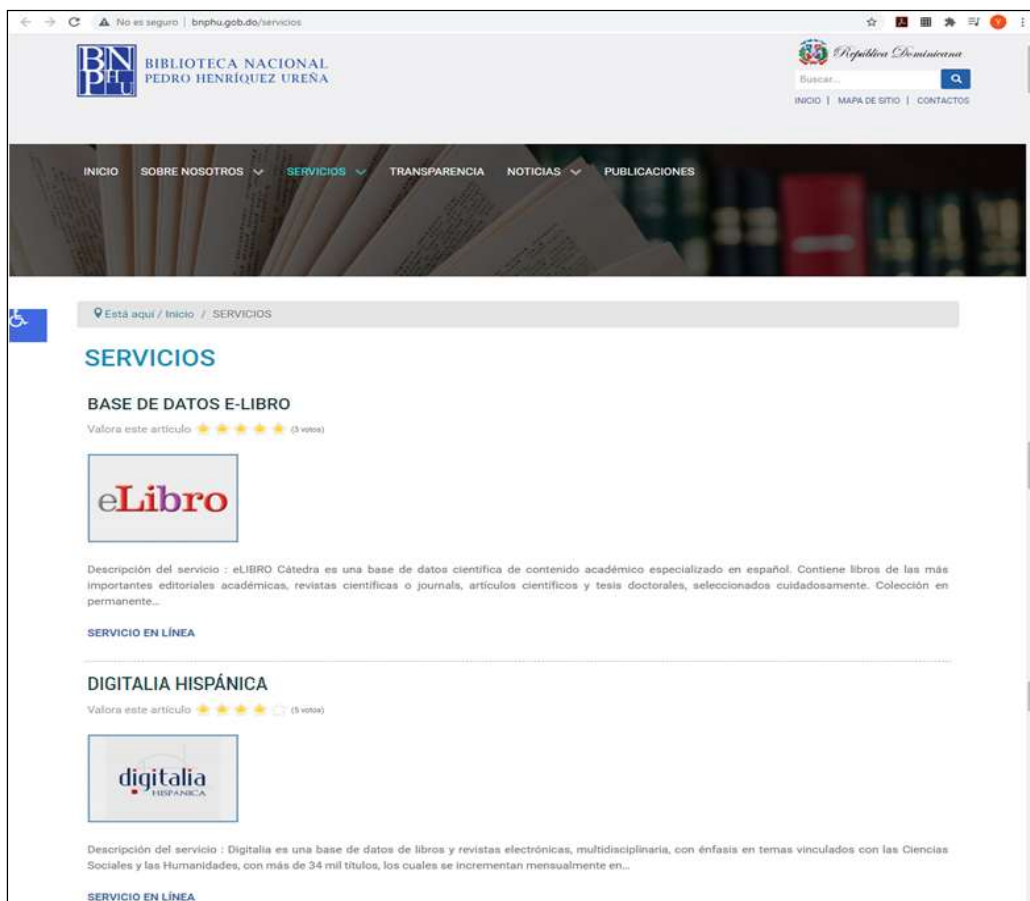 No es seguro | bnphu.gob.do/servicios
BNPHU
BIBLIOTECA NACIONAL
PEDRO HENRÍQUEZ UREÑA
República Dominicana
Buscar...
INICIO | MAPA DE SITIO | CONTACTOS
INICIO SOBRE NOSOTROS SERVICIOS TRANSPARENCIA NOTICIAS PUBLICACIONES
Está aquí / Inicio / SERVICIOS
SERVICIOS
BASE DE DATOS E-LIBRO
Valora este artículo (3 votos)
eLibro
Descripción del servicio : eLIBRO Cátedra es una base de datos científica de contenido académico especializado en español. Contiene libros de las más
importantes editoriales académicas, revistas científicas o journals, artículos científicos y tesis doctorales, seleccionados cuidadosamente. Colección en
permanente...
SERVICIO EN LÍNEA
DIGITALIA HISPÁNICA
Valora este artículo (5 votos)
digitalia
HISPANICA
Descripción del servicio : Digitalia es una base de datos de libros y revistas electrónicas, multidisciplinaria, con énfasis en temas vinculados con las Ciencias
Sociales y las Humanidades, con más de 34 mil títulos, los cuales se incrementan mensualmente en...
SERVICIO EN LÍNEA